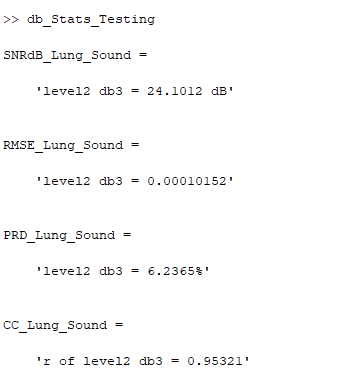 >> db_Stats_Testing
SNRdB_Lung_Sound =
'level2 db3 = 24.1012 dB'
RMSE_Lung_Sound =
'level2 db3 = 0.00010152'
PRD_Lung_Sound =
'level2 db3 = 6.2365%'
CC_Lung_Sound =
'r of level2 db3 = 0.95321'